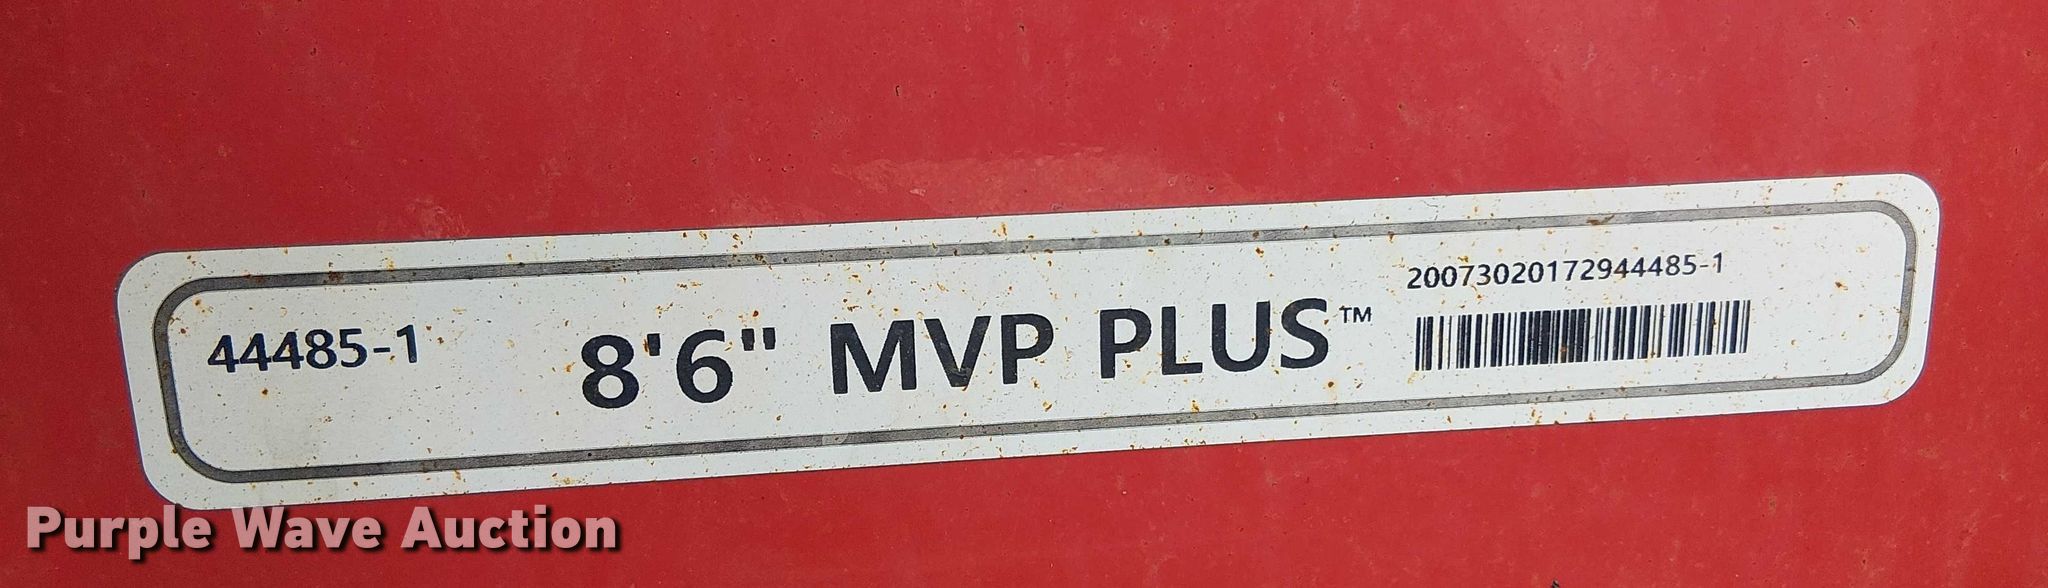 44485-1
8'6" MVP PLUS™
20073020172944485-1
Purple Wave Auction